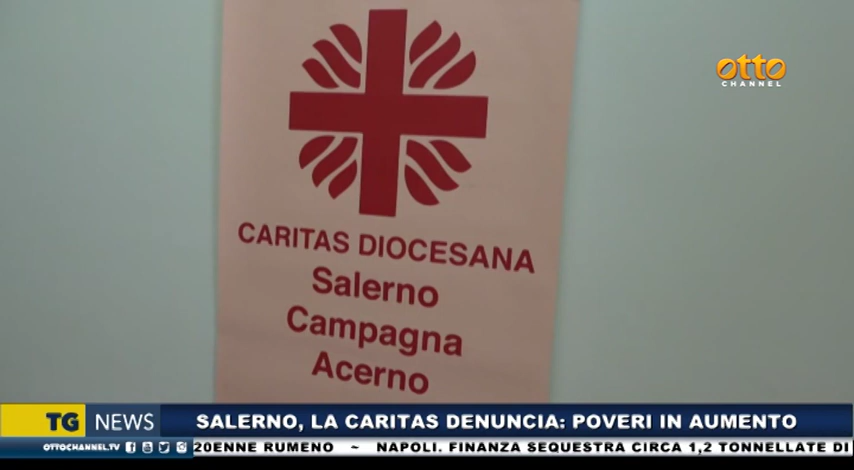 otto
CHANNEL
CARITAS DIOCESANA
Salerno
Campagna
Acerno
TG NEWS SALERNO, LA CARITAS DENUNCIA: POVERI IN AUMENTO
OTTOCHANNEL.TV 20ENNE RUMENO ~ NAPOLI. FINANZA SEQUESTRA CIRCA 1,2 TONNELLATE DI